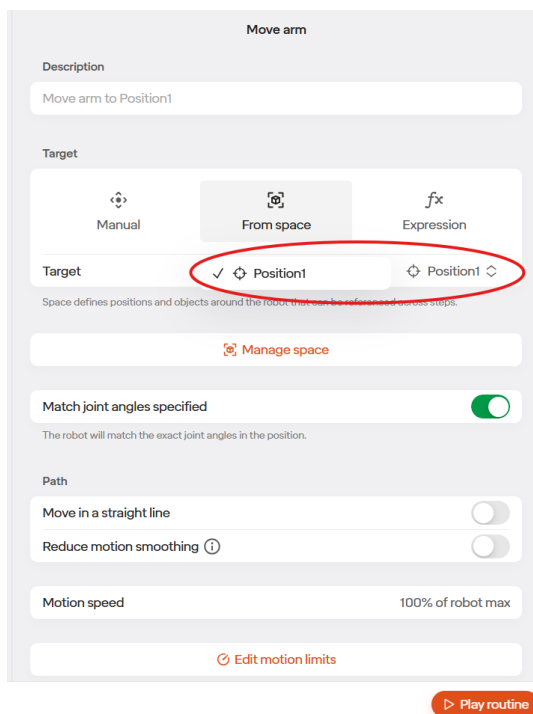 Move arm
Description
Move arm to Position1
Target
Manual
From space
fx
Expression
Target
✓ Position1
Position1
Space defines positions and objects around the robot that can be referenced across steps.
Manage space
Match joint angles specified
The robot will match the exact joint angles in the position.
Path
Move in a straight line
Reduce motion smoothing
Motion speed
100% of robot max
Edit motion limits
Play routine